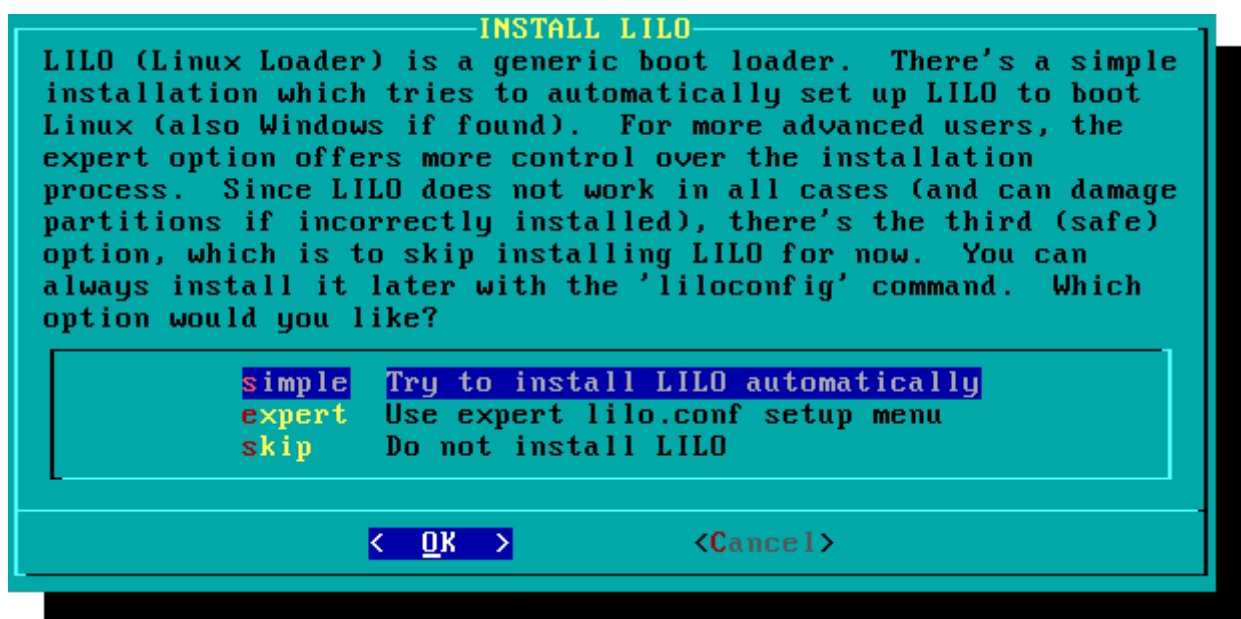 INSTALL LILO
LILO (Linux Loader) is a generic boot loader.  There's a simple
installation which tries to automatically set up LILO to boot
Linux (also Windows if found).  For more advanced users, the
expert option offers more control over the installation
process.  Since LILO does not work in all cases (and can damage
partitions if incorrectly installed), there's the third (safe)
option, which is to skip installing LILO for now.  You can
always install it later with the 'liloconfig' command.  Which
option would you like?
simple  Try to install LILO automatically
expert  Use expert lilo.conf setup menu
skip    Do not install LILO
<  OK  >          <Cancel>